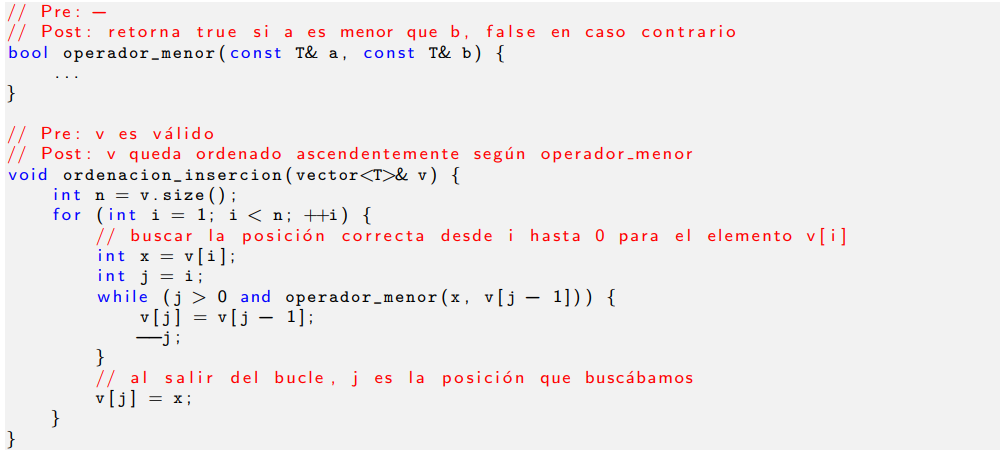 // Pre: —
// Post: retorna true si a es menor que b, false en caso contrario
bool operador_menor(const T& a, const T& b) {
    ...
}

// Pre: v es válido
// Post: v queda ordenado ascendentemente según operador_menor
void ordenacion_insercion(vector<T>& v) {
    int n = v.size();
    for (int i = 1; i < n; ++i) {
        // buscar la posición correcta desde i hasta 0 para el elemento v[i]
        int x = v[i];
        int j = i;
        while (j > 0 and operador_menor(x, v[j − 1])) {
            v[j] = v[j − 1];
            −−j;
        }
        // al salir del bucle, j es la posición que buscábamos
        v[j] = x;
    }
}